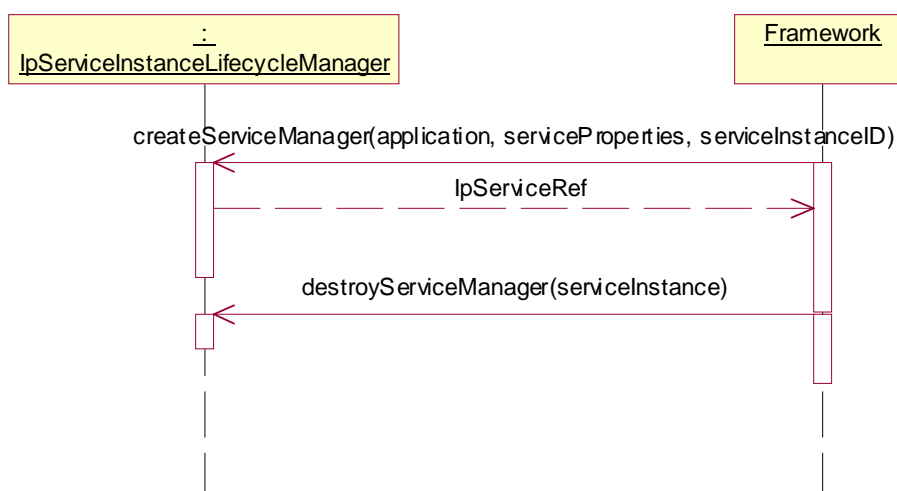 :
IpServiceInstanceLifecycleManager
Framework
createServiceManager(application, serviceProperties, serviceInstanceID)
IpServiceRef
destroyServiceManager(serviceInstance)